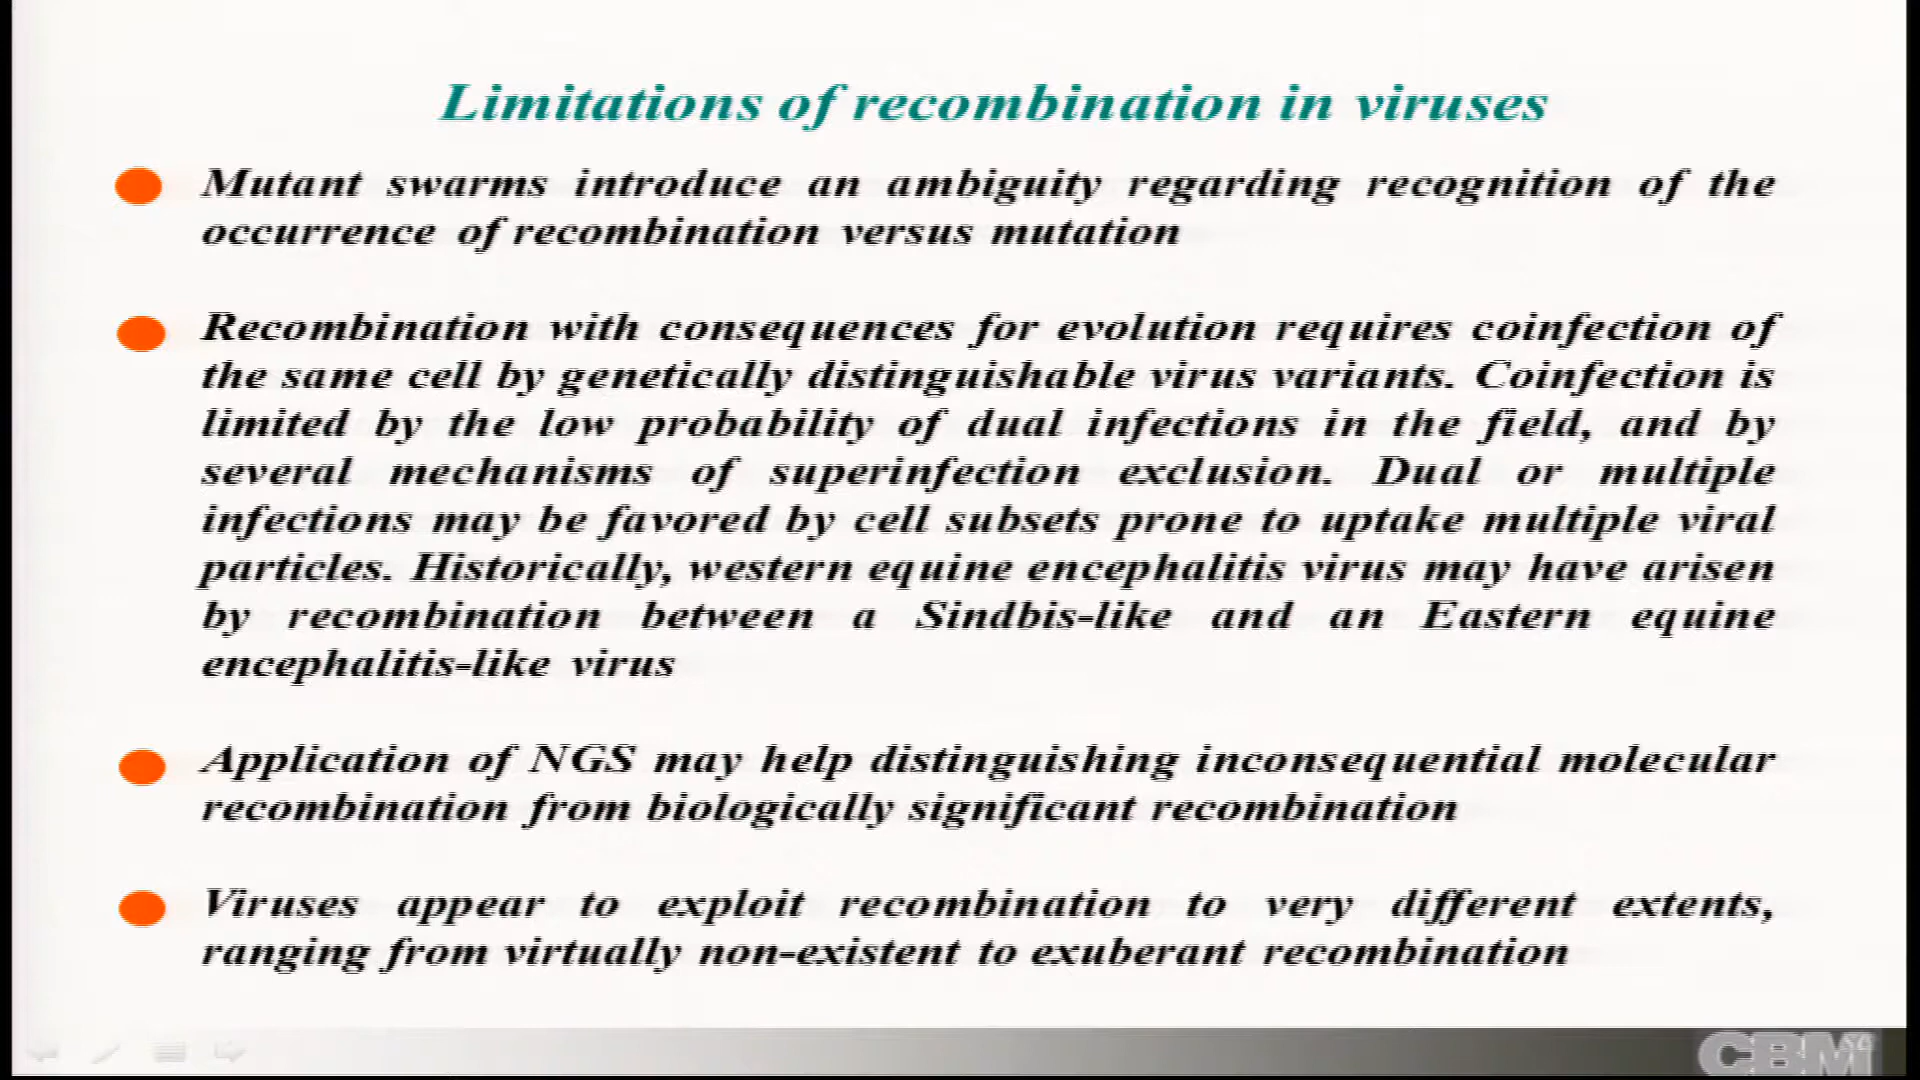 Limitations of recombination in viruses
Mutant swarms introduce an ambiguity regarding recognition of the
occurrence of recombination versus mutation
Recombination with consequences for evolution requires coinfection of
the same cell by genetically distinguishable virus variants. Coinfection is
limited by the low probability of dual infections in the field, and by
several mechanisms of superinfection exclusion. Dual or multiple
infections may be favored by cell subsets prone to uptake multiple viral
particles. Historically, western equine encephalitis virus may have arisen
by recombination between a Sindbis-like and an Eastern equine
encephalitis-like virus
Application of NGS may help distinguishing inconsequential molecular
recombination from biologically significant recombination
Viruses appear to exploit recombination to very different extents,
ranging from virtually non-existent to exuberant recombination
CBM